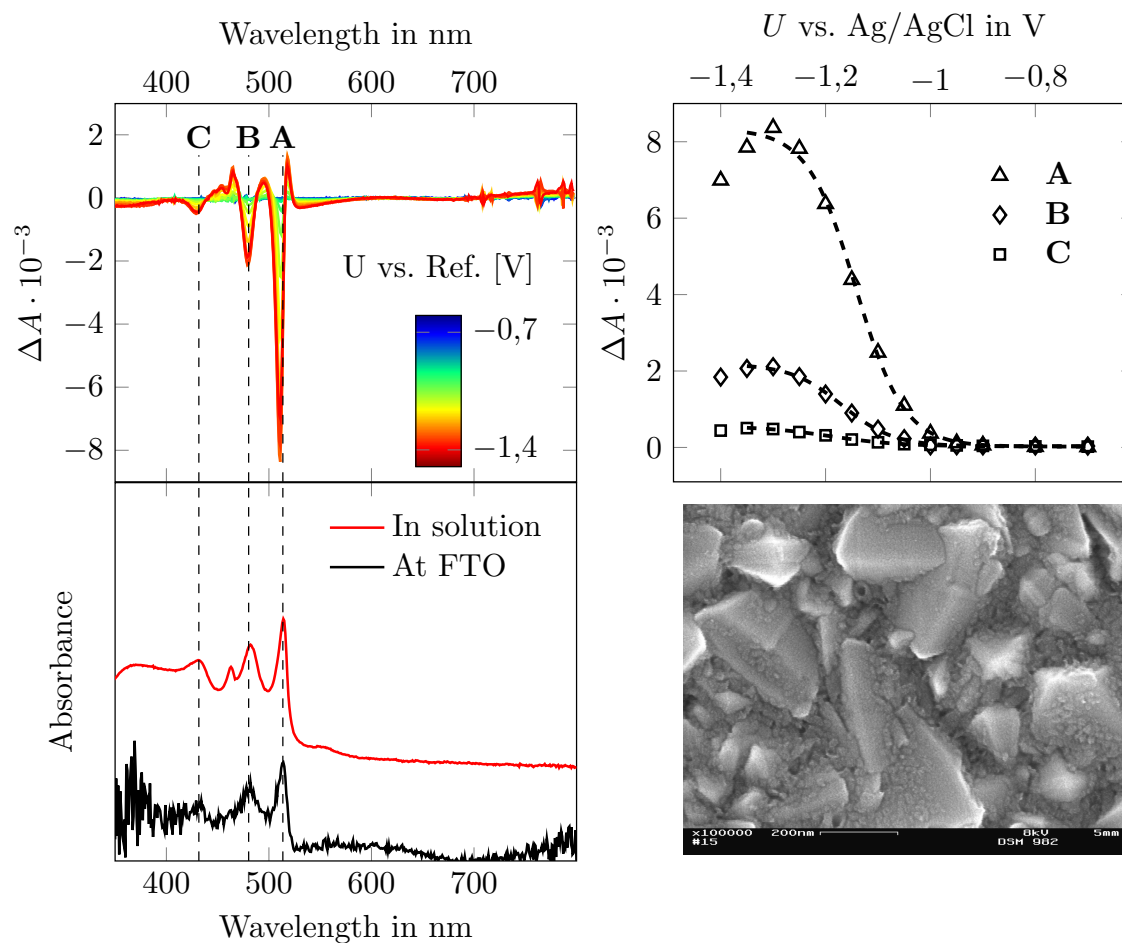 Wavelength in nm
400 500 600 700
C B A
2
0
−2
−4
−6
−8
ΔA · 10⁻³
U vs. Ref. [V]
−0,7
−1,4
In solution
At FTO
Absorbance
400 500 600 700
Wavelength in nm
U vs. Ag/AgCl in V
−1,4 −1,2 −1 −0,8
8
6
4
2
0
ΔA · 10⁻³
A
B
C
x100000 200nm 8kV 5mm
#15 DSM 982